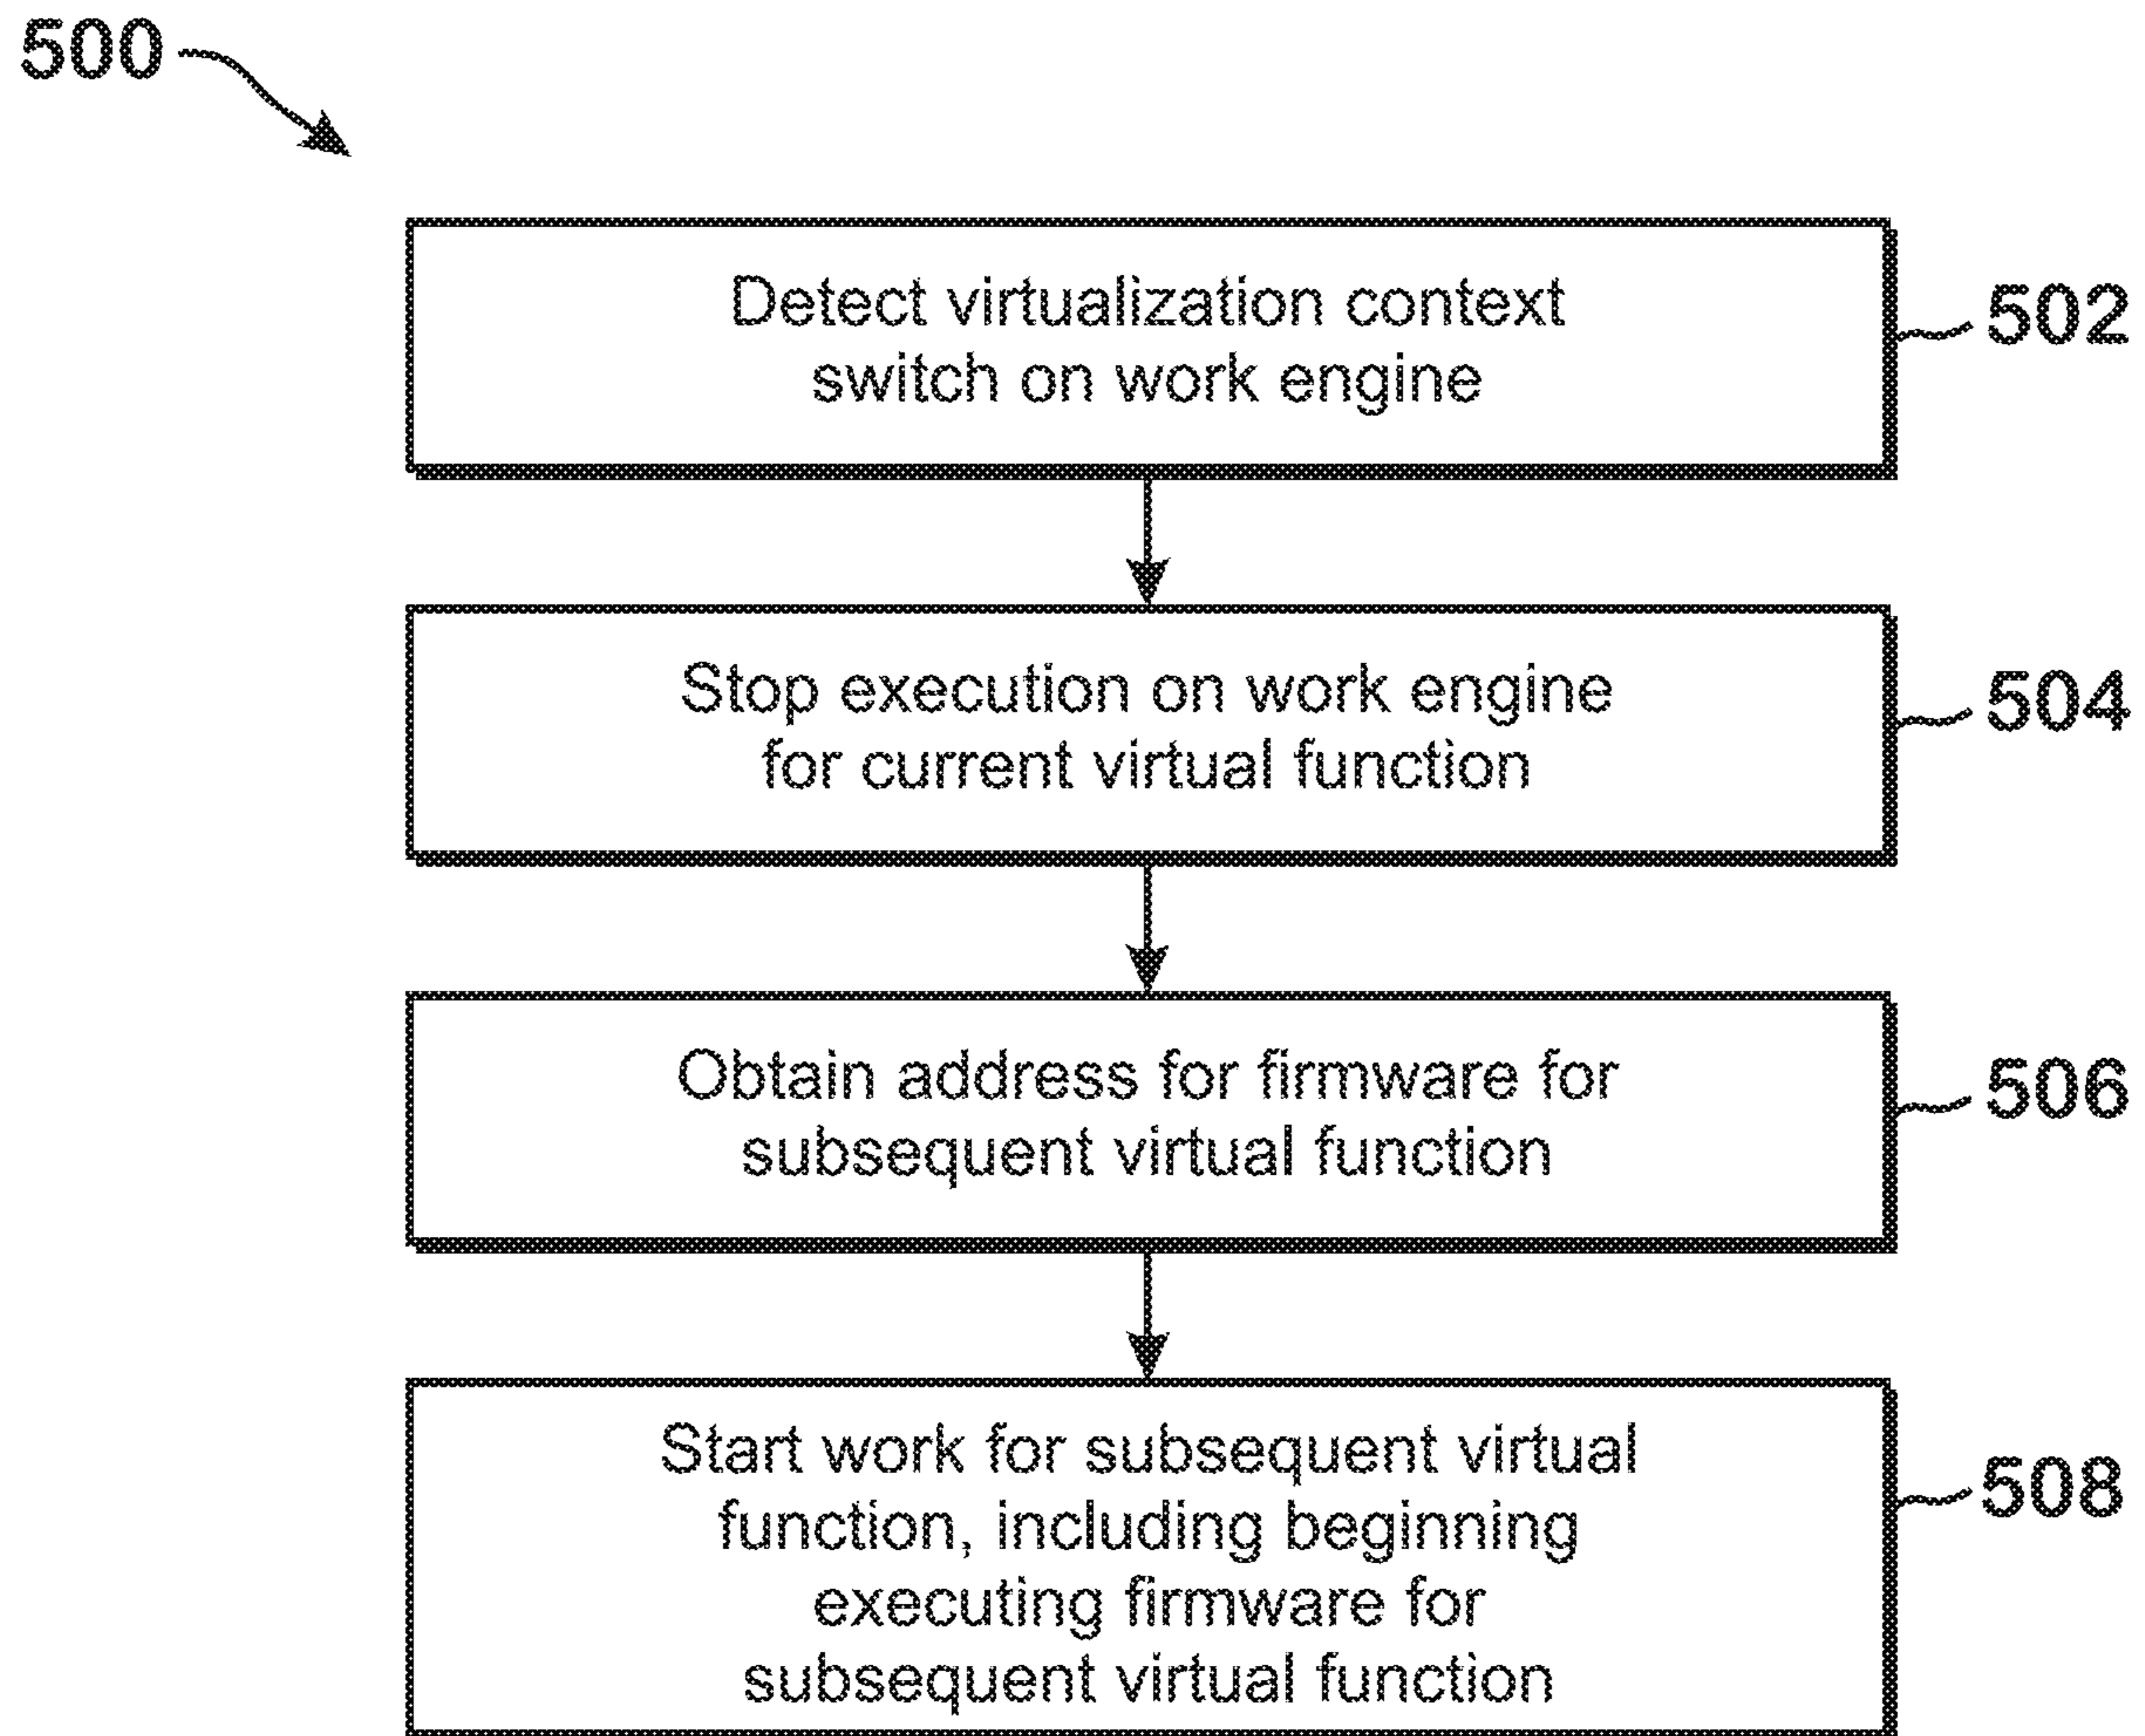 500
Detect virtualization context
switch on work engine
502
Stop execution on work engine
for current virtual function
504
Obtain address for firmware for
subsequent virtual function
506
Start work for subsequent virtual
function, including beginning
executing firmware for
subsequent virtual function
508